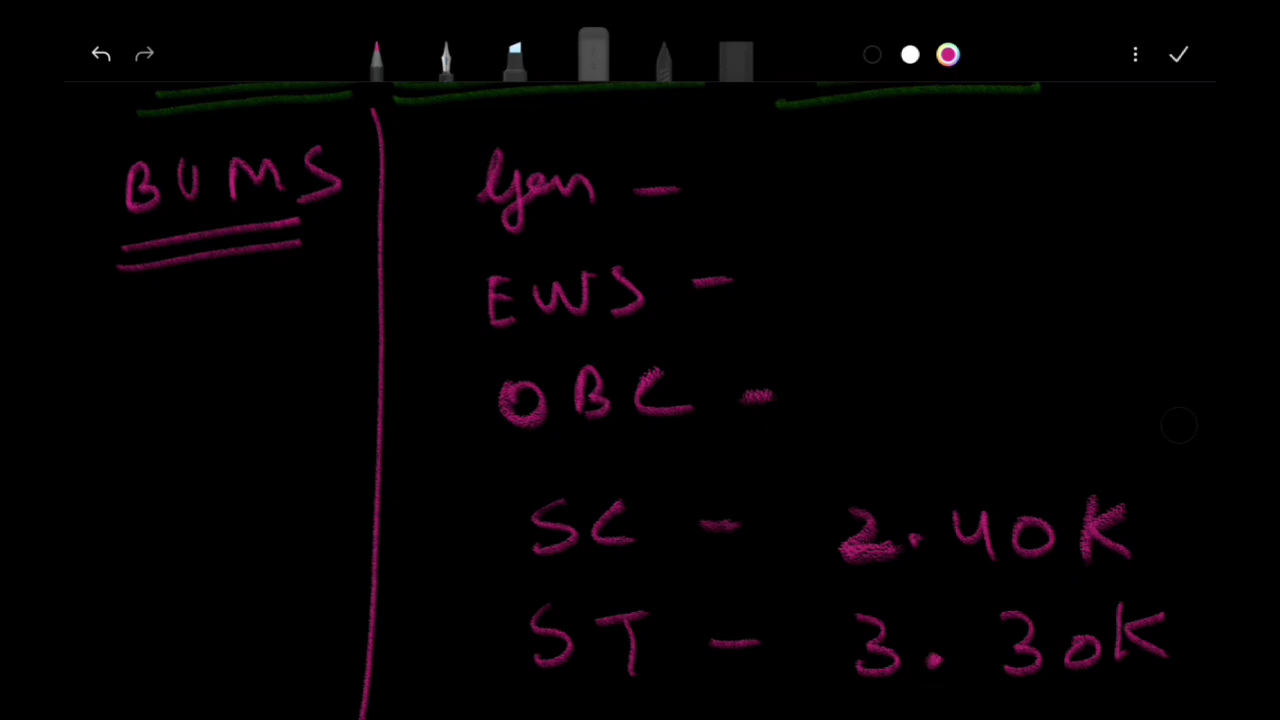 BUMS
Gen -
EWS -
OBC -
SC - 2.40K
ST - 3.30K